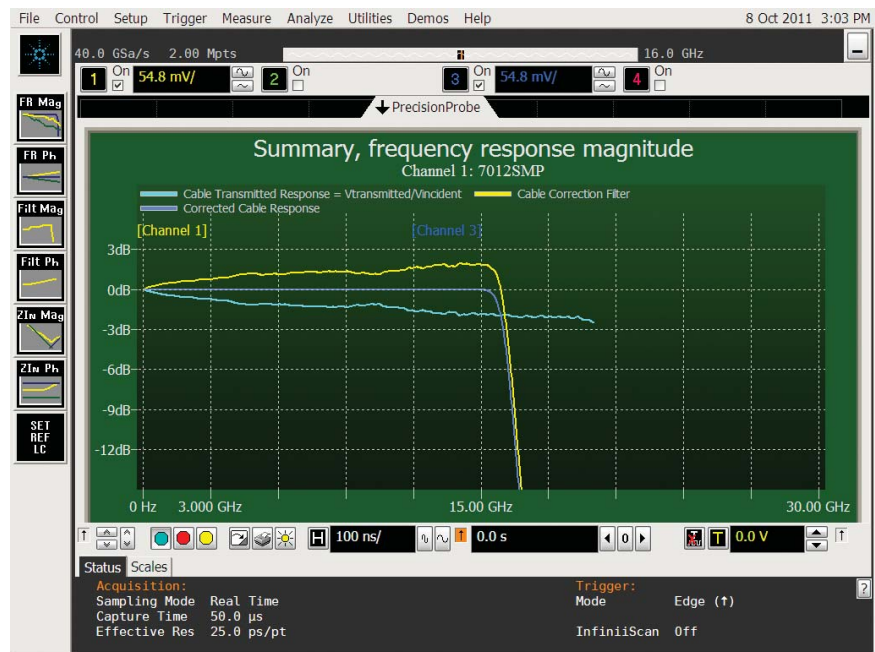 File Control Setup Trigger Measure Analyze Utilities Demos Help 8 Oct 2011 3:03 PM
40.0 GSa/s 2.00 Mpts 16.0 GHz
1 On 54.8 mV/ 2 On 3 On 54.8 mV/ 4 On
PrecisionProbe
FR Mag
FR Ph
Filt Mag
Filt Ph
ZIN Mag
ZIN Ph
SET
REF
LC
Summary, frequency response magnitude
Channel 1: 7012SMP
Cable Transmitted Response = Vtransmitted/Vincident Cable Correction Filter
Corrected Cable Response
[Channel 1] [Channel 3]
3dB
0dB
-3dB
-6dB
-9dB
-12dB
0 Hz 3.000 GHz 15.00 GHz 30.00 GHz
H 100 ns/ T 0.0 s 0 T 0.0 V
Status Scales
Acquisition: Trigger:
Sampling Mode Real Time Mode Edge (↑)
Capture Time 50.0 µs
Effective Res 25.0 ps/pt InfiniiScan Off
?